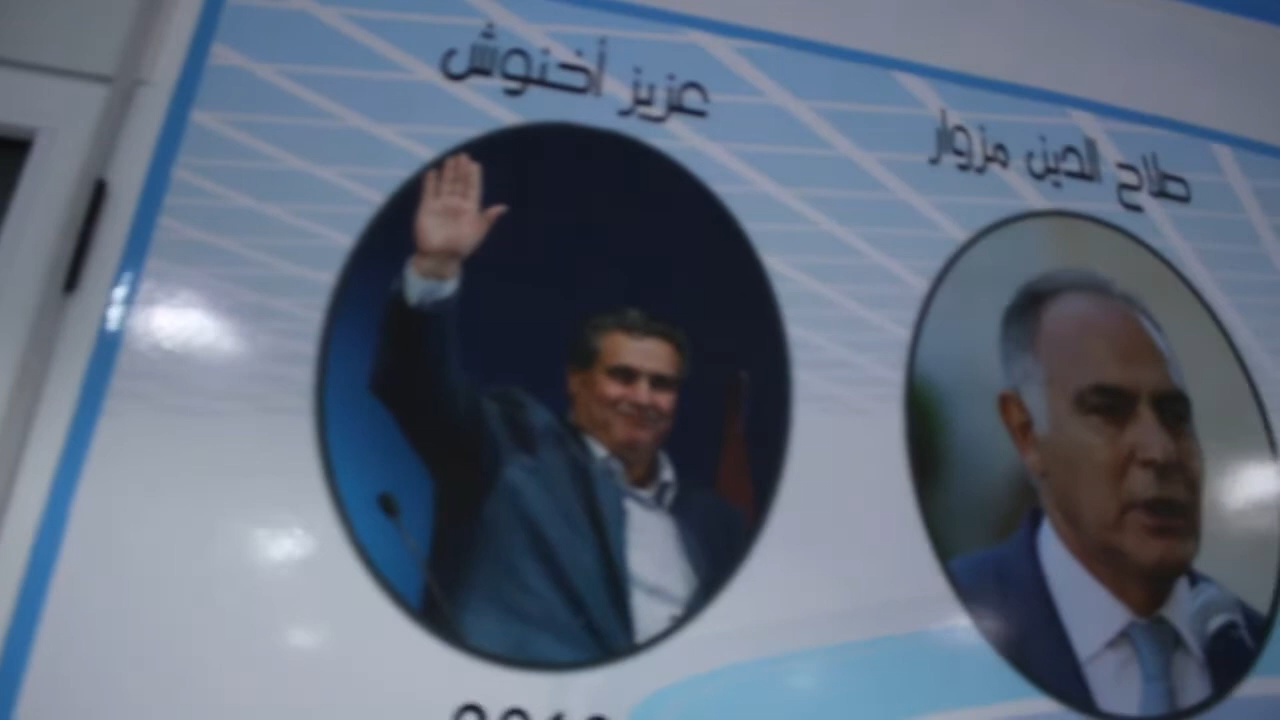 صلاح الدين مزوار
عزيز أخنوش